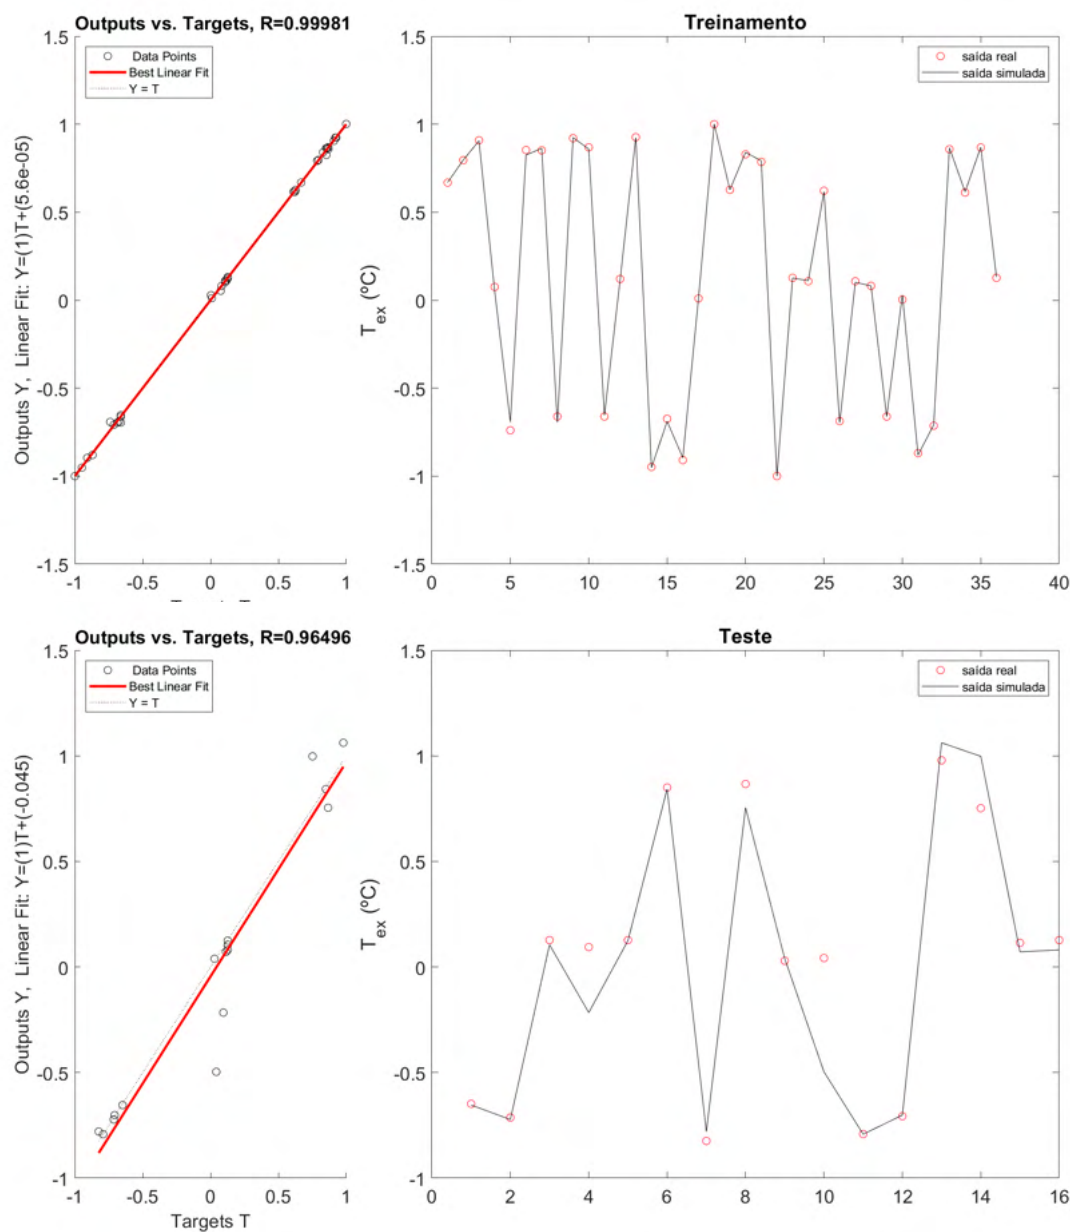 Outputs vs. Targets, R=0.99981
Data Points
Best Linear Fit
Y = T
Outputs Y, Linear Fit: Y=(1)T+(5.6e-05)
1.5
1
0.5
0
-0.5
-1
-1.5
-1
-0.5
0
0.5
1
Treinamento
saída real
saída simulada
T_ex (ºC)
1.5
1
0.5
0
-0.5
-1
-1.5
0
5
10
15
20
25
30
35
40
Outputs vs. Targets, R=0.96496
Data Points
Best Linear Fit
Y = T
Outputs Y, Linear Fit: Y=(1)T+(-0.045)
1.5
1
0.5
0
-0.5
-1
-1
-0.5
0
0.5
1
Targets T
Teste
saída real
saída simulada
T_ex (ºC)
1.5
1
0.5
0
-0.5
-1
0
2
4
6
8
10
12
14
16